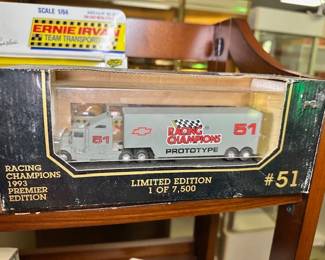 SCALE 1/64
ERNIE IRVAN
TEAM TRANSPORTER
51
RACING
CHAMPIONS
PROTOTYPE
51
RACING
CHAMPIONS
1993
PREMIER
EDITION
LIMITED EDITION
1 OF 7,500
#51